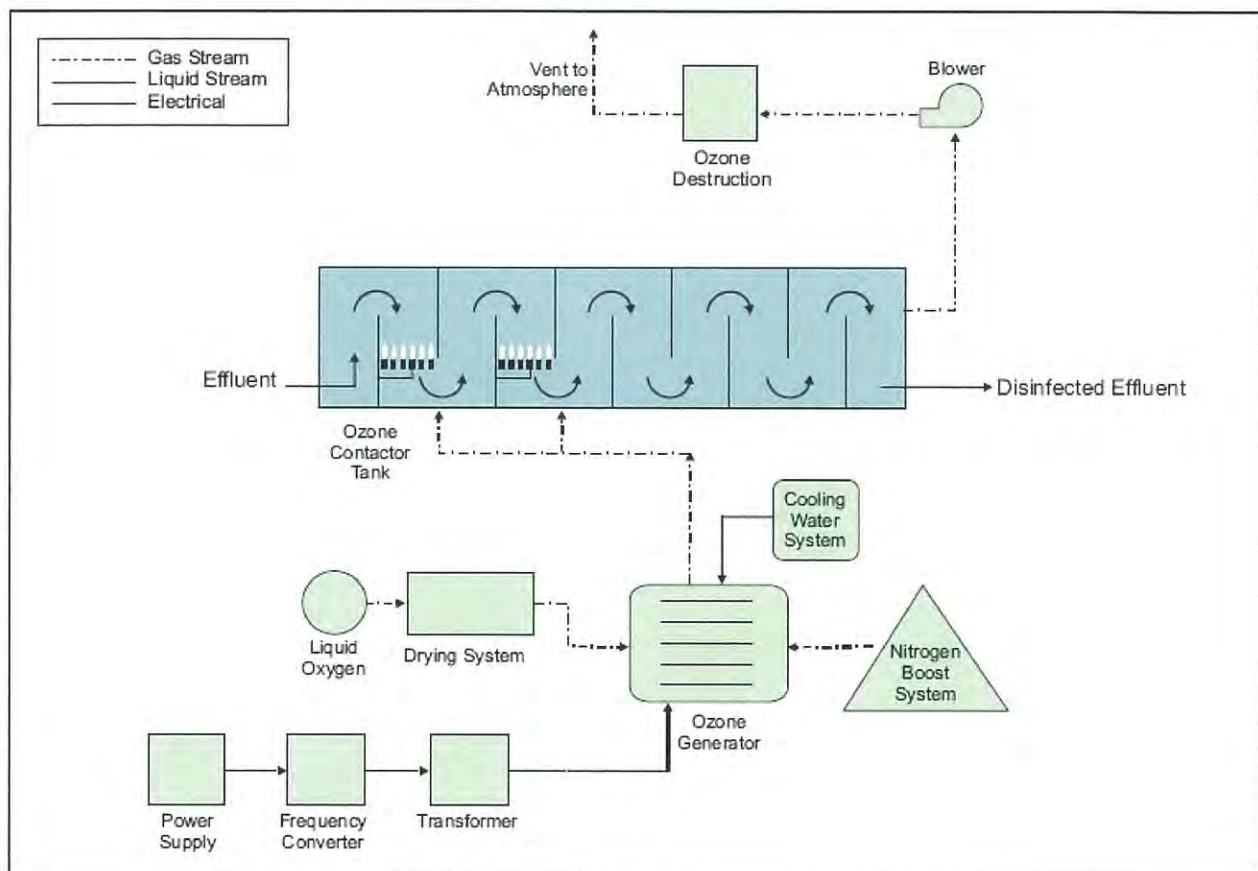 Gas Stream
Liquid Stream
Electrical
Vent to
Atmosphere
Blower
Ozone
Destruction
Effluent
Disinfected Effluent
Ozone
Contactor
Tank
Cooling
Water
System
Liquid
Oxygen
Drying System
Nitrogen
Boost
System
Ozone
Generator
Power
Supply
Frequency
Converter
Transformer